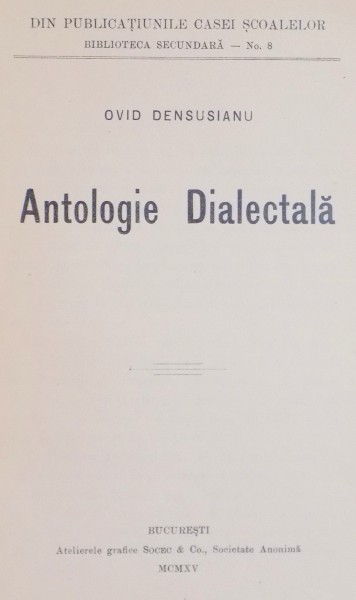 DIN PUBLICAȚIUNILE CASEI ȘCOALELOR
BIBLIOTECA SECUNDARĂ — No. 8
OVID DENSUSIANU
Antologie Dialectală
BUCUREȘTI
Atelierele grafice SOCEC & Co., Societate Anonimă
MCMXV